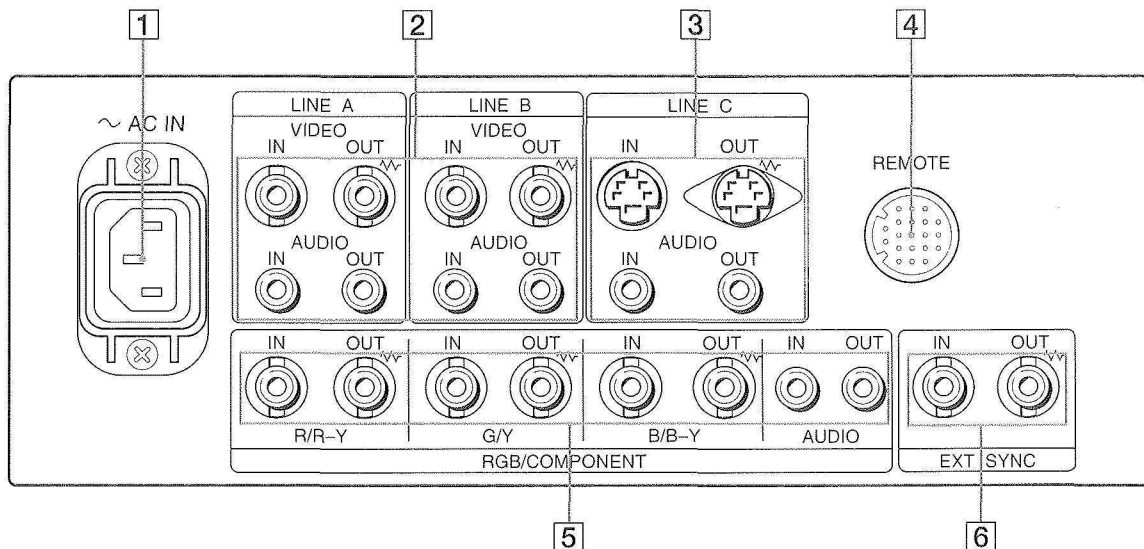 1 2 3 4
LINE A LINE B LINE C
∼ AC IN
VIDEO VIDEO
IN OUT IN OUT IN OUT
REMOTE
AUDIO AUDIO AUDIO
IN OUT IN OUT IN OUT
IN OUT IN OUT IN OUT IN OUT IN OUT
R/R–Y G/Y B/B–Y AUDIO
RGB/COMPONENT EXT SYNC
5 6